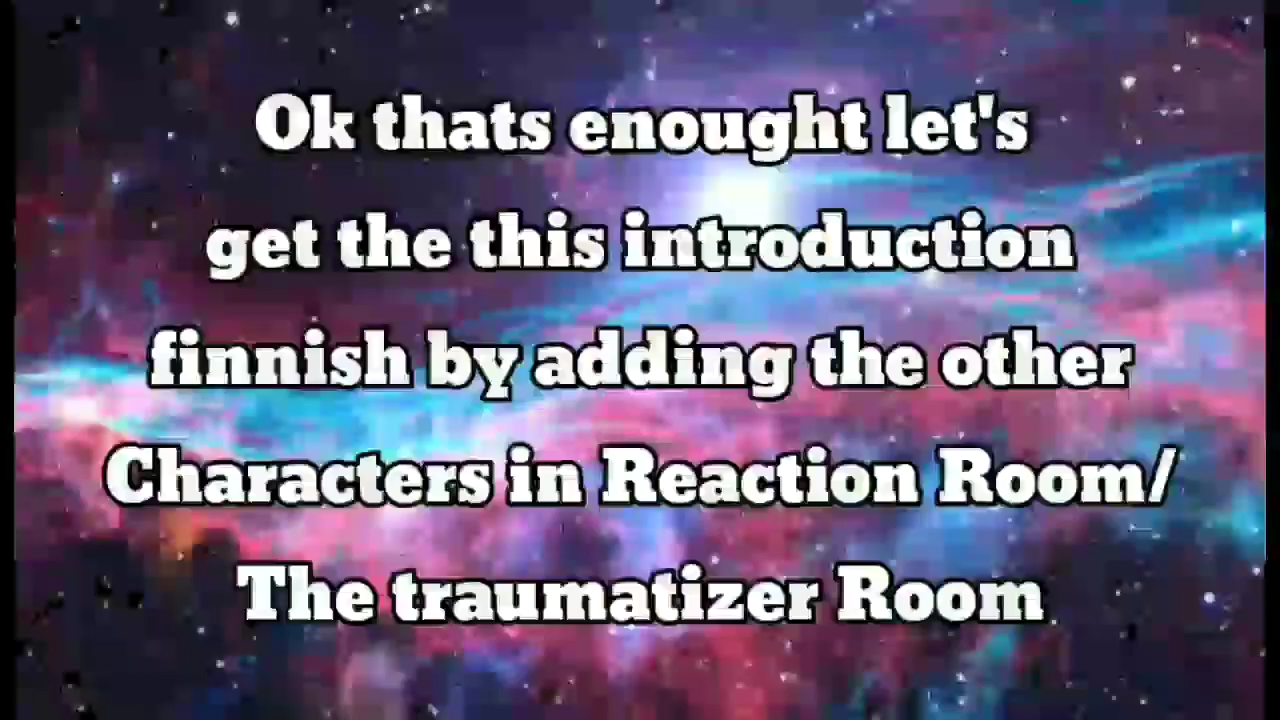 Ok thats enought let's
get the this introduction
finnish by adding the other
Characters in Reaction Room/
The traumatizer Room